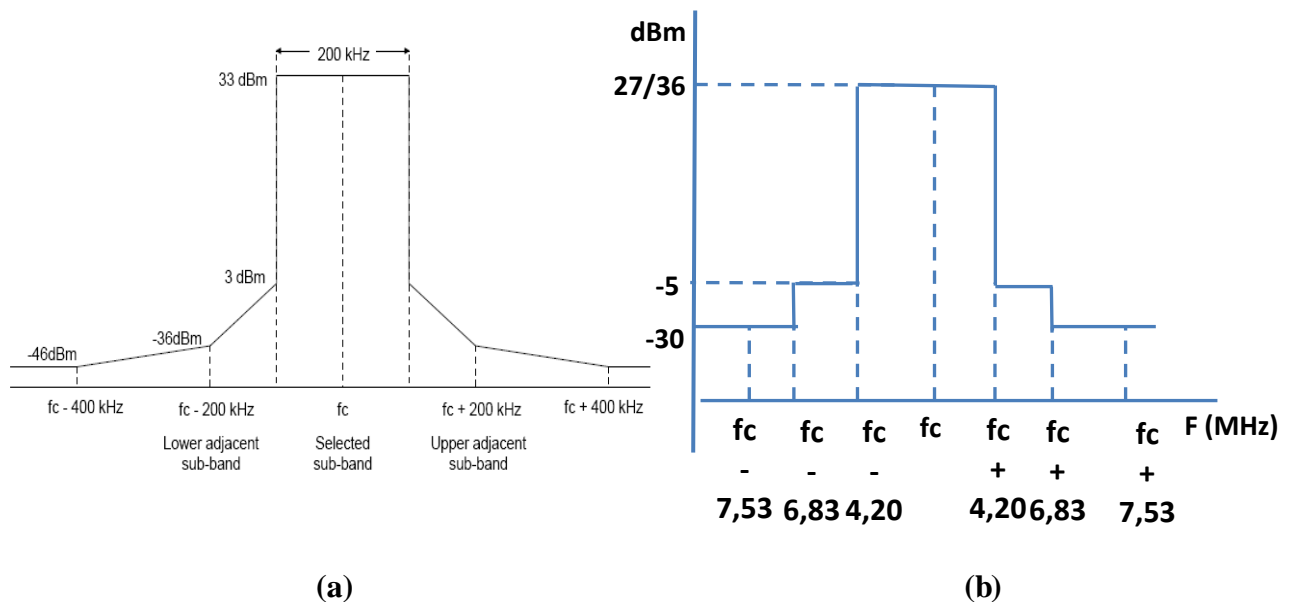 200 kHz
33 dBm
3 dBm
-36dBm
-46dBm
fc - 400 kHz
fc - 200 kHz
fc
fc + 200 kHz
fc + 400 kHz
Lower adjacent
sub-band
Selected
sub-band
Upper adjacent
sub-band
(a)
dBm
27/36
-5
-30
fc
-
7,53
fc
-
6,83
fc
-
4,20
fc
fc
+
4,20
fc
+
6,83
fc
+
7,53
F (MHz)
(b)